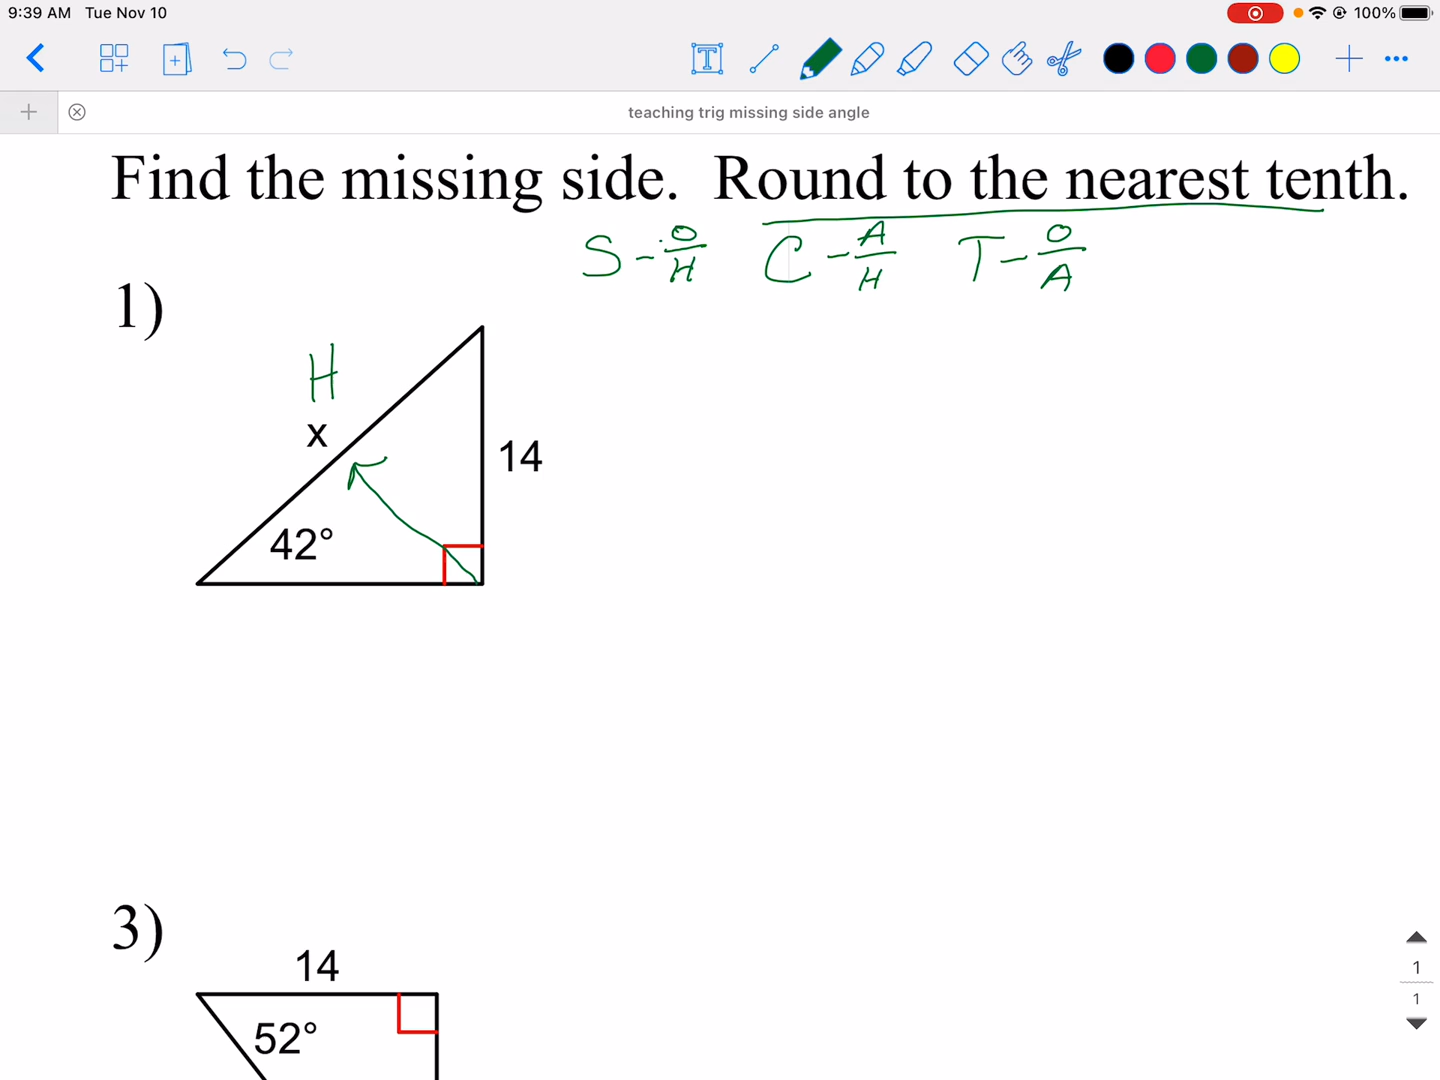 9:39 AM Tue Nov 10 100%
teaching trig missing side angle
Find the missing side. Round to the nearest tenth.
S - O/H C - A/H T - O/A
1)
H
x
14
42°
3)
14
52°
1
1